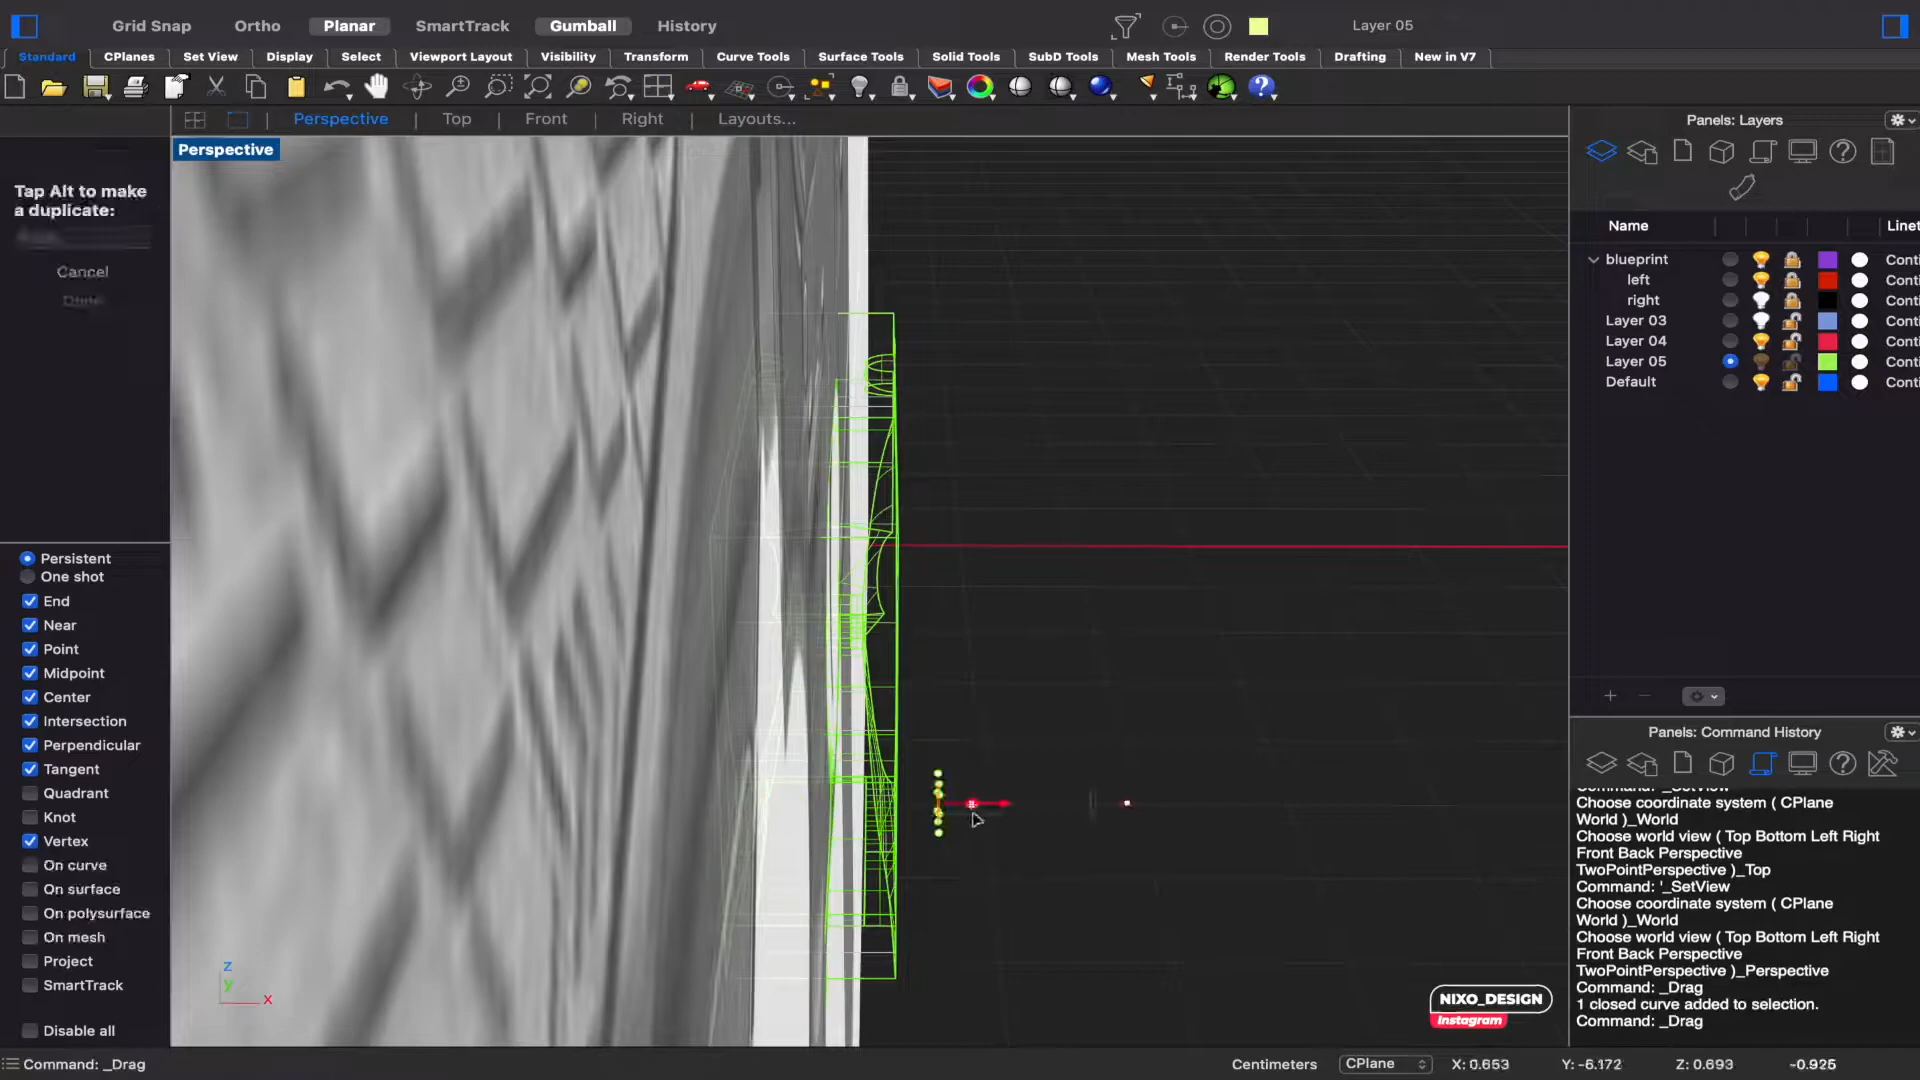 Grid Snap Ortho Planar SmartTrack Gumball History Layer 05
Standard CPlanes Set View Display Select Viewport Layout Visibility Transform Curve Tools Surface Tools Solid Tools SubD Tools Mesh Tools Render Tools Drafting New in V7
Perspective Top Front Right Layouts...
Perspective
Tap Alt to make
a duplicate:
Cancel
Persistent
One shot
End
Near
Point
Midpoint
Center
Intersection
Perpendicular
Tangent
Quadrant
Knot
Vertex
On curve
On surface
On polysurface
On mesh
Project
SmartTrack
Disable all
z
y
x
NIXO_DESIGN
Instagram
Panels: Layers
Name Linet
blueprint Conti
left Conti
right Conti
Layer 03 Conti
Layer 04 Conti
Layer 05 Conti
Default Conti
Panels: Command History
Command: '_SetView
Choose coordinate system ( CPlane
World )_World
Choose world view ( Top Bottom Left Right
Front Back Perspective
TwoPointPerspective )_Top
Command: '_SetView
Choose coordinate system ( CPlane
World )_World
Choose world view ( Top Bottom Left Right
Front Back Perspective
TwoPointPerspective )_Perspective
Command: _Drag
1 closed curve added to selection.
Command: _Drag
Command: _Drag
Centimeters CPlane X: 0.653 Y: -6.172 Z: 0.693 -0.925